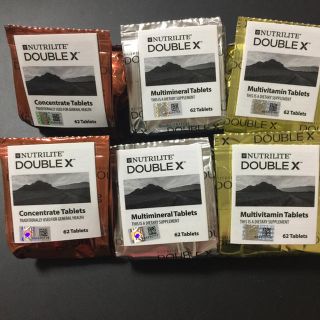 NUTRILITE
DOUBLE X
Concentrate Tablets
TRADITIONALLY USED FOR GENERAL HEALTH
62 Tablets
NUTRILITE
DOUBLE X
Multimineral Tablets
THIS IS A DIETARY SUPPLEMENT
62 Tablets
NUTRILITE
DOUBLE X
Multivitamin Tablets
THIS IS A DIETARY SUPPLEMENT
62 Tablets
NUTRILITE
DOUBLE X
Concentrate Tablets
TRADITIONALLY USED FOR GENERAL HEALTH
62 Tablets
NUTRILITE
DOUBLE X
Multimineral Tablets
THIS IS A DIETARY SUPPLEMENT
62 Tablets
NUTRILITE
DOUBLE X
Multivitamin Tablets
THIS IS A DIETARY SUPPLEMENT
62 Tablets